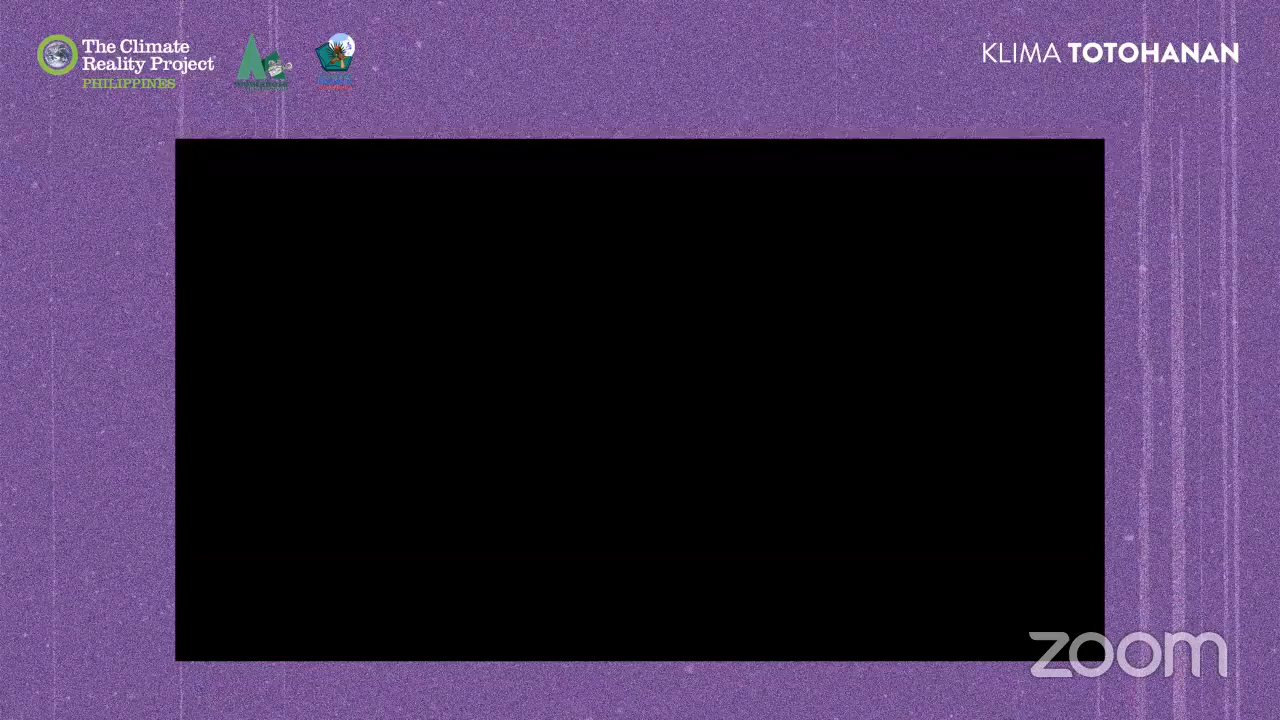 The Climate
Reality Project
PHILIPPINES
KLIMA TOTOHANAN
zoom